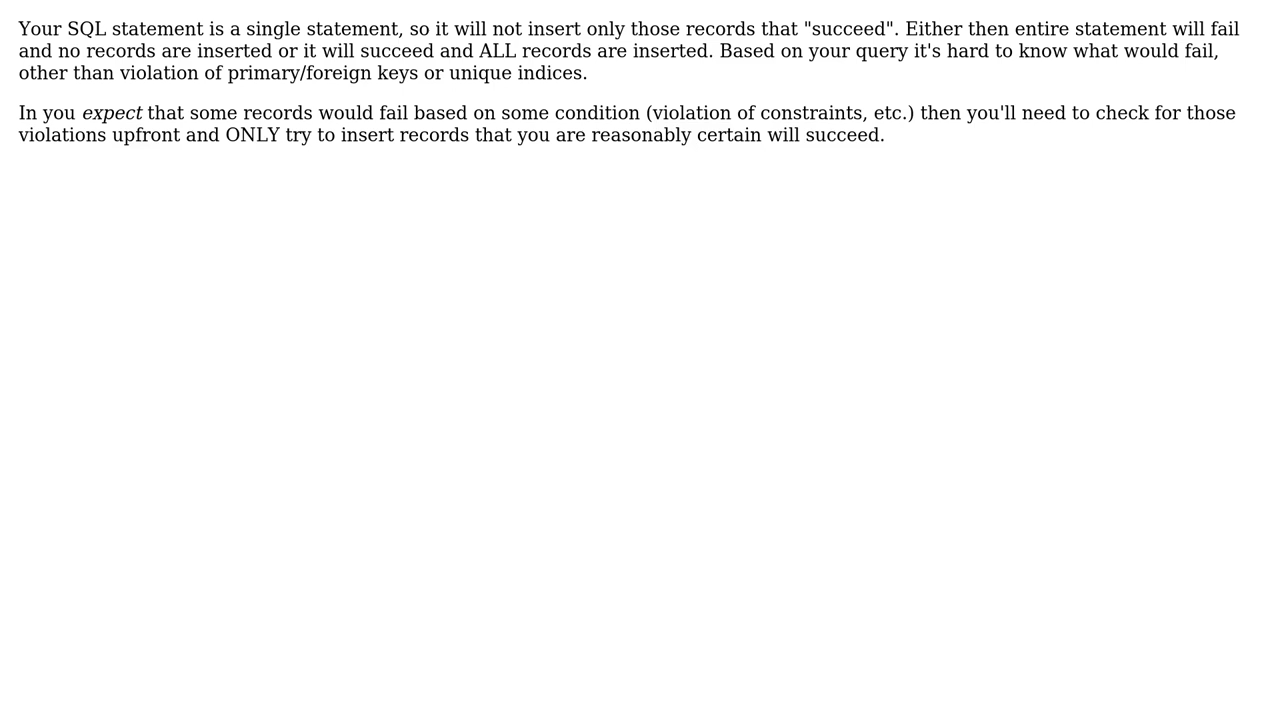 Your SQL statement is a single statement, so it will not insert only those records that "succeed". Either then entire statement will fail
and no records are inserted or it will succeed and ALL records are inserted. Based on your query it's hard to know what would fail,
other than violation of primary/foreign keys or unique indices.
In you expect that some records would fail based on some condition (violation of constraints, etc.) then you'll need to check for those
violations upfront and ONLY try to insert records that you are reasonably certain will succeed.